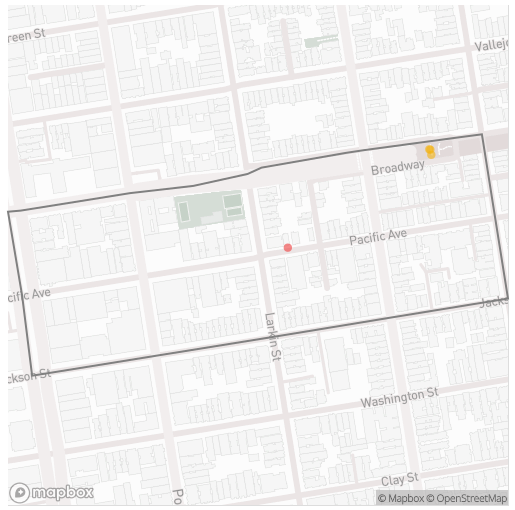 reen St
Vallejo
Broadway
Pacific Ave
cific Ave
Larkin St
Jacks
ckson St
Washington St
Po
Clay St
mapbox
© Mapbox © OpenStreetMap